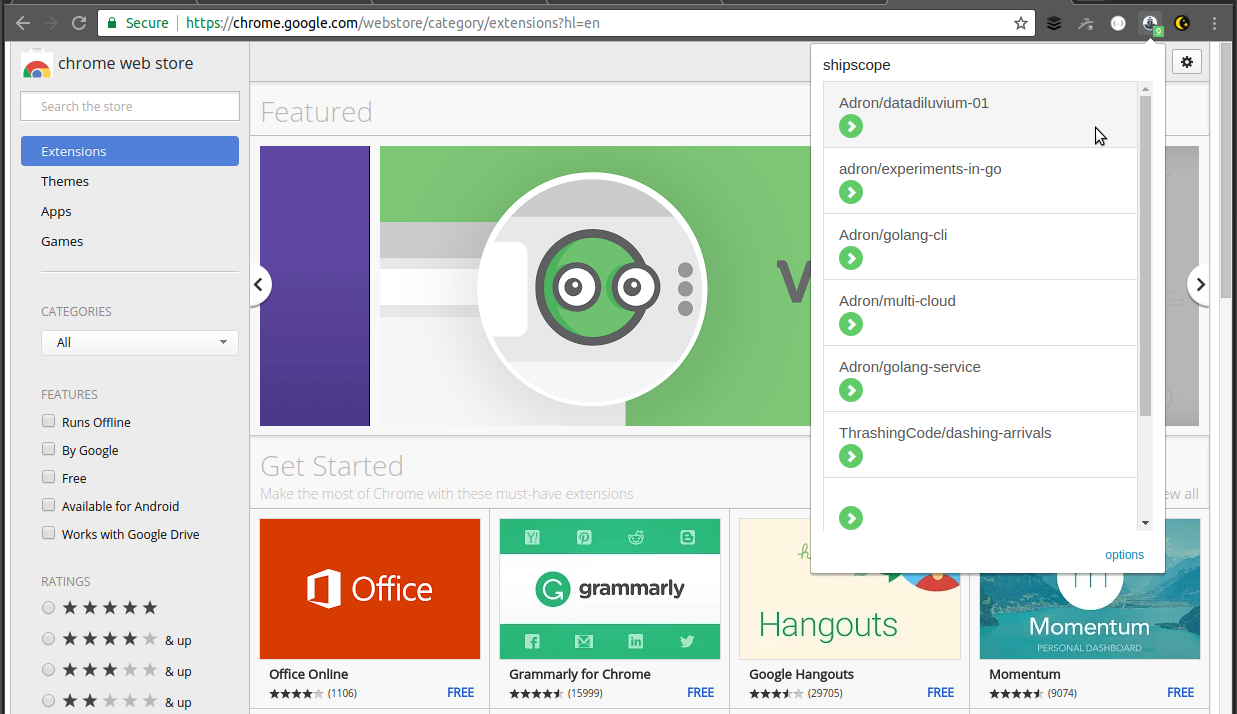 Secure
https://chrome.google.com/webstore/category/extensions?hl=en
9
chrome web store
Search the store
Extensions
Themes
Apps
Games
CATEGORIES
All
FEATURES
Runs Offline
By Google
Free
Available for Android
Works with Google Drive
RATINGS
& up
& up
& up
Featured
shipscope
Adron/datadiluvium-01
adron/experiments-in-go
Adron/golang-cli
Adron/multi-cloud
Adron/golang-service
ThrashingCode/dashing-arrivals
options
Get Started
Make the most of Chrome with these must-have extensions
all
Office
Office Online
(1106)
FREE
grammarly
Grammarly for Chrome
(15999)
FREE
Hangouts
Google Hangouts
(29705)
FREE
Momentum
PERSONAL DASHBOARD
Momentum
(9074)
FREE